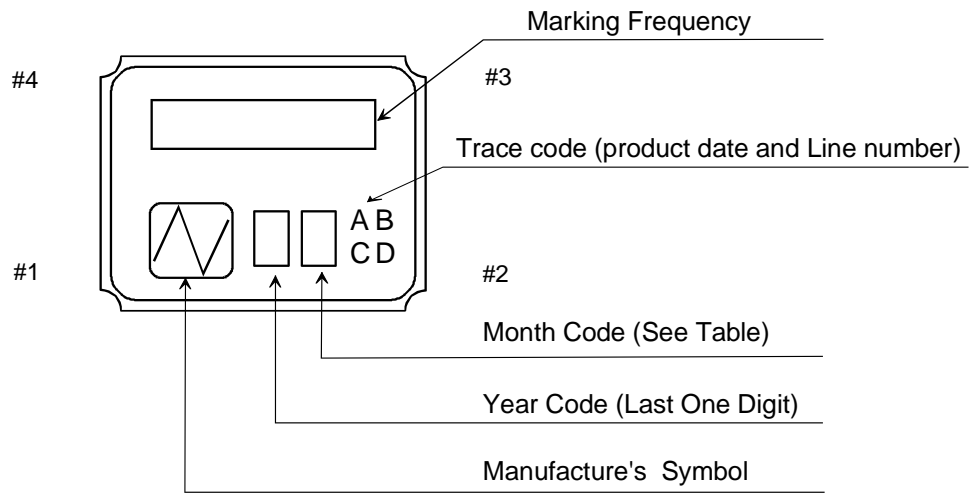 Marking Frequency
#4
#3
Trace code (product date and Line number)
A B
C D
#1
#2
Month Code (See Table)
Year Code (Last One Digit)
Manufacture's Symbol